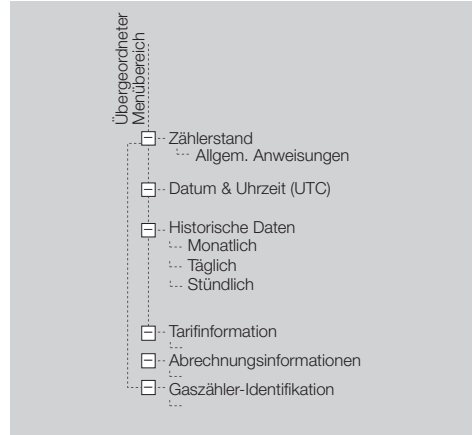 Übergeordneter
Menübereich
Zählerstand
Allgem. Anweisungen
Datum & Uhrzeit (UTC)
Historische Daten
Monatlich
Täglich
Stündlich
Tarifinformation
Abrechnungsinformationen
Gaszähler-Identifikation